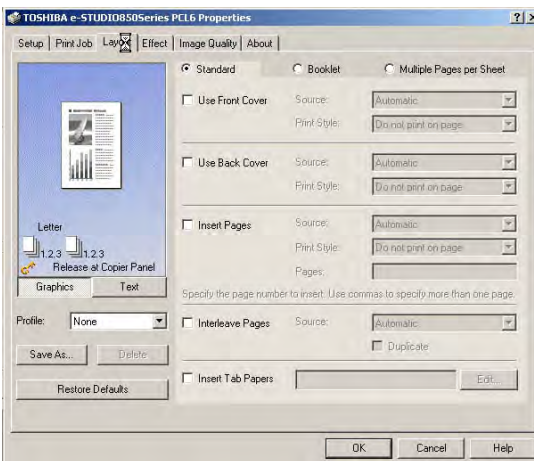 TOSHIBA e-STUDIO850Series PCL6 Properties
Setup Print Job Layout Effect Image Quality About
Standard Booklet Multiple Pages per Sheet
Use Front Cover Source: Automatic
Print Style: Do not print on page
Use Back Cover Source: Automatic
Print Style: Do not print on page
Insert Pages Source: Automatic
Print Style: Do not print on page
Pages:
Specify the page number to insert. Use commas to specify more than one page.
Interleave Pages Source: Automatic
Duplicate
Insert Tab Papers Edit...
Letter
1.2.3 1.2.3
Release at Copier Panel
Graphics Text
Profile: None
Save As... Delete
Restore Defaults
OK Cancel Help